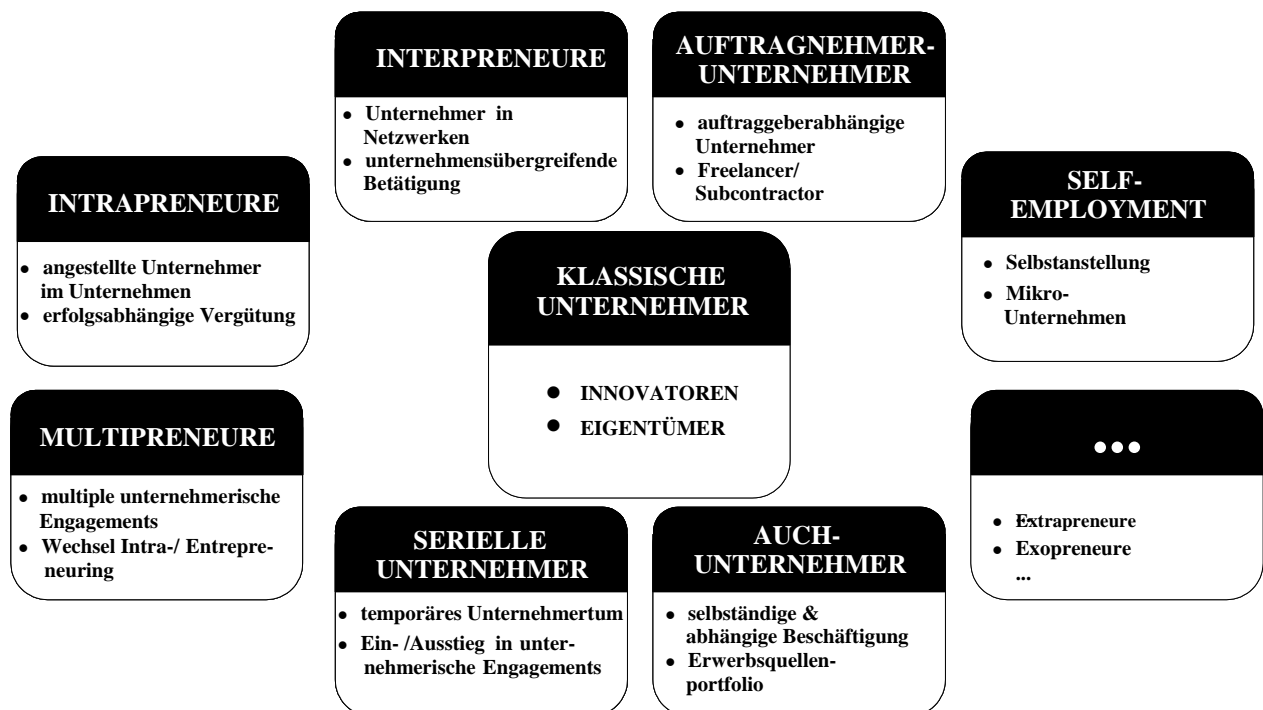 INTERPRENEURE
• Unternehmer in
Netzwerken
• unternehmensübergreifende
Betätigung
AUFTRAGNEHMER-
UNTERNEHMER
• auftraggeberabhängige
Unternehmer
• Freelancer/
Subcontractor
INTRAPRENEURE
• angestellte Unternehmer
im Unternehmen
• erfolgsabhängige Vergütung
KLASSISCHE
UNTERNEHMER
• INNOVATOREN
• EIGENTÜMER
SELF-
EMPLOYMENT
• Selbstanstellung
• Mikro-
Unternehmen
MULTIPRENEURE
• multiple unternehmerische
Engagements
• Wechsel Intra-/ Entrepre-
neuring
SERIELLE
UNTERNEHMER
• temporäres Unternehmertum
• Ein- /Ausstieg in unter-
nehmerische Engagements
AUCH-
UNTERNEHMER
• selbständige &
abhängige Beschäftigung
• Erwerbsquellen-
portfolio
•••
• Extrapreneure
• Exopreneure
...